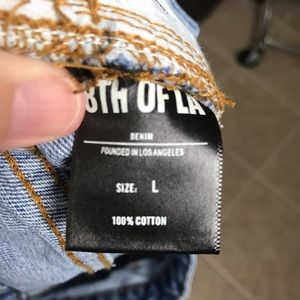 8TH OF LA
DENIM
FOUNDED IN LOS ANGELES
SIZE: L
100% COTTON